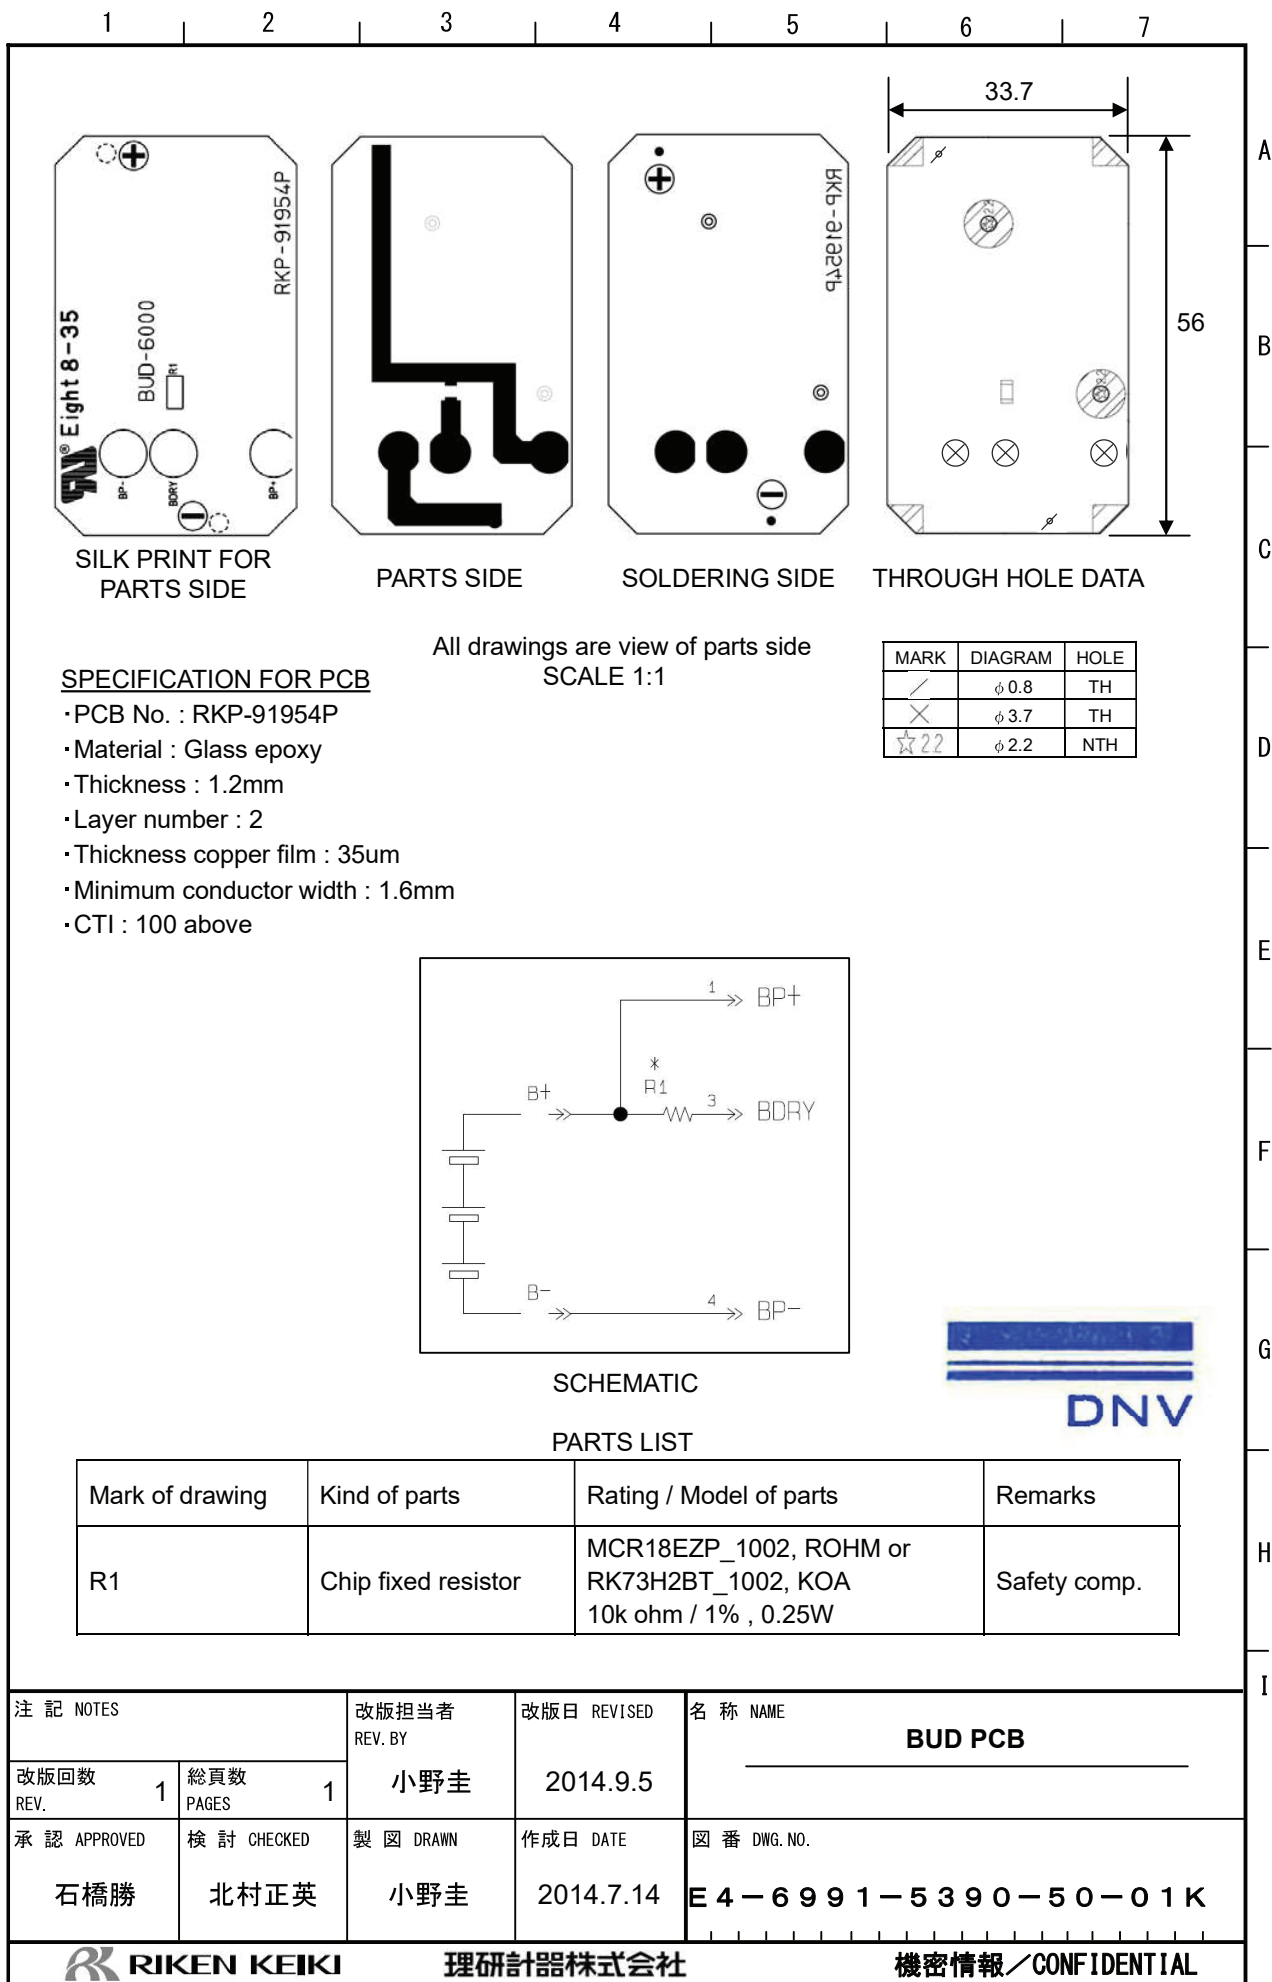 1 2 3 4 5 6 7
A
B
C
D
E
F
G
H
I
RKP-91954P
BUD-6000
R1
® Eight 8-35
BP-
BDRY
BP+
RKP-91954P
33.7
56
2.2
2.2
SILK PRINT FOR
PARTS SIDE
PARTS SIDE
SOLDERING SIDE
THROUGH HOLE DATA
All drawings are view of parts side
SCALE 1:1
MARK DIAGRAM HOLE
φ0.8 TH
φ3.7 TH
☆2.2 φ2.2 NTH
SPECIFICATION FOR PCB
・PCB No. : RKP-91954P
・Material : Glass epoxy
・Thickness : 1.2mm
・Layer number : 2
・Thickness copper film : 35um
・Minimum conductor width : 1.6mm
・CTI : 100 above
1 BP+
*
B+ R1 3 BDRY
B- 4 BP-
SCHEMATIC
DNV
PARTS LIST
Mark of drawing Kind of parts Rating / Model of parts Remarks
R1 Chip fixed resistor MCR18EZP_1002, ROHM or
RK73H2BT_1002, KOA
10k ohm / 1% , 0.25W
Safety comp.
注 記 NOTES
改版担当者
REV. BY
小野圭
改版日 REVISED
2014.9.5
名 称 NAME
BUD PCB
改版回数
REV.
1
総頁数
PAGES
1
承 認 APPROVED
石橋勝
検 討 CHECKED
北村正英
製 図 DRAWN
小野圭
作成日 DATE
2014.7.14
図 番 DWG. NO.
E4-6991-5390-50-01K
RIKEN KEIKI 理研計器株式会社 機密情報/CONFIDENTIAL